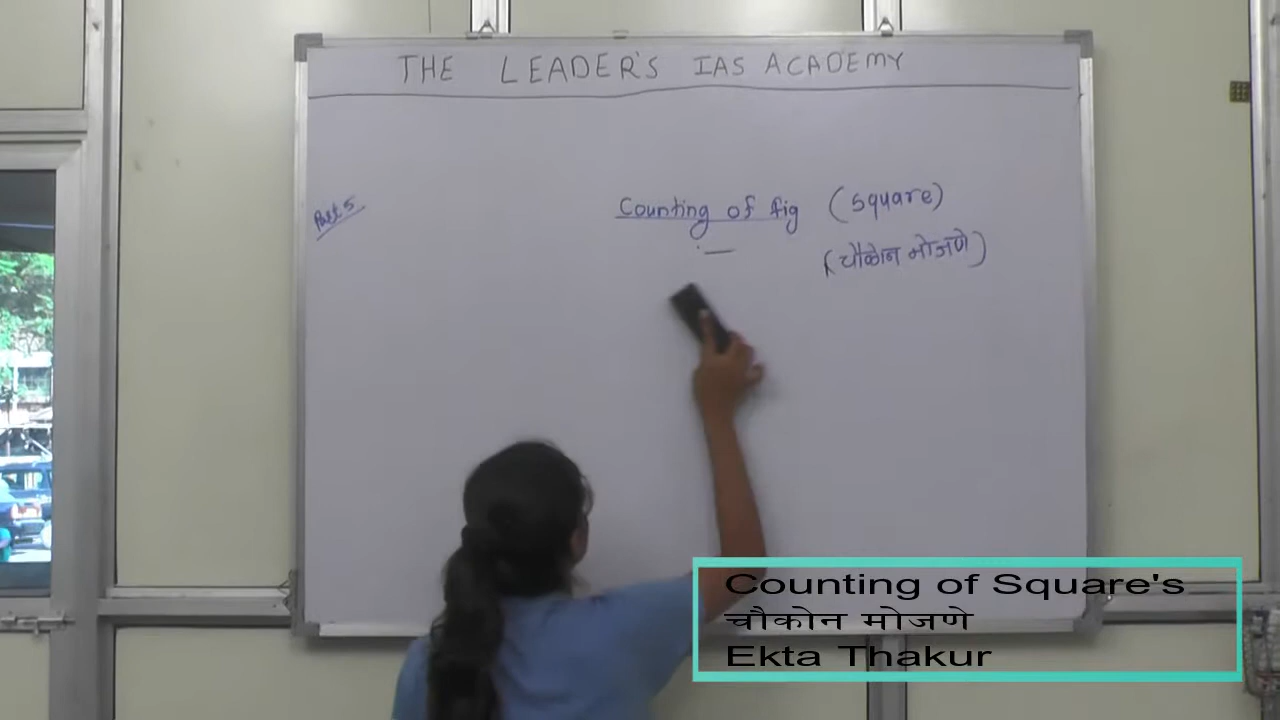 THE LEADER'S IAS ACADEMY
Part 5
Counting of fig (square)
(चौकोन मोजणे)
Counting of Square's
चौकोन मोजणे
Ekta Thakur